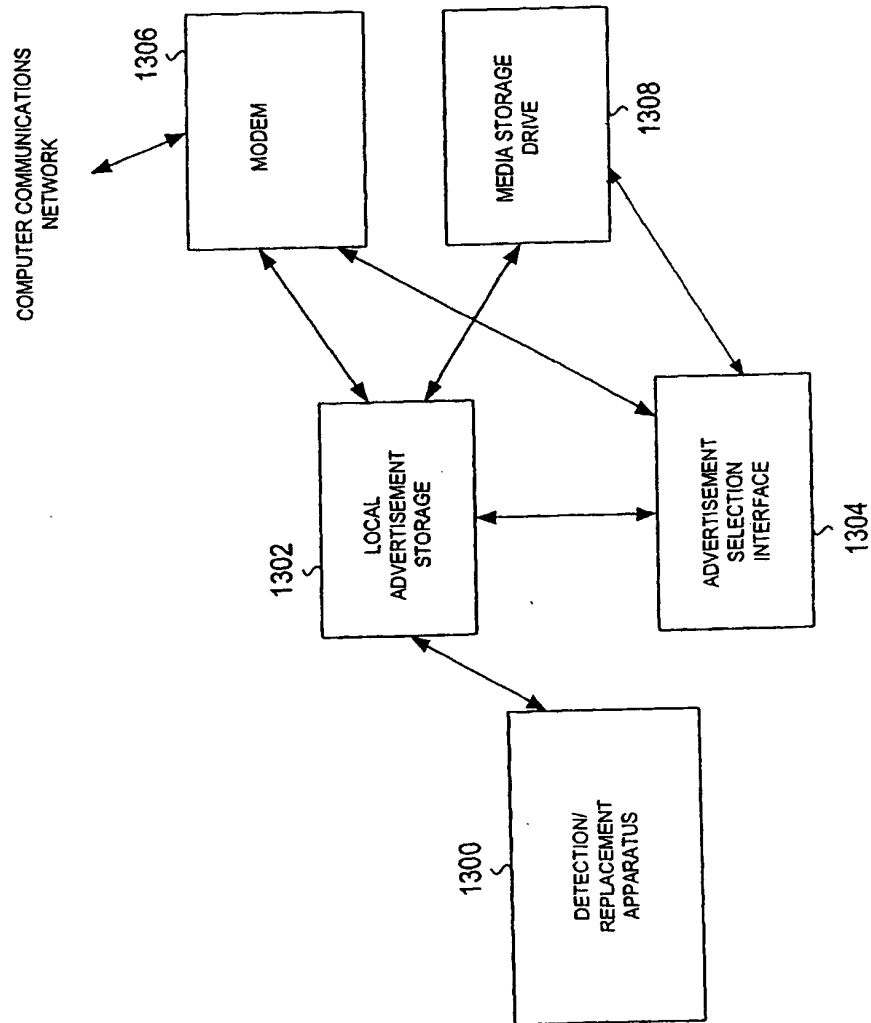 COMPUTER COMMUNICATIONS
NETWORK
1306
MODEM
MEDIA STORAGE
DRIVE
1308
1302
LOCAL
ADVERTISEMENT
STORAGE
ADVERTISEMENT
SELECTION
INTERFACE
1304
1300
DETECTION/
REPLACEMENT
APPARATUS